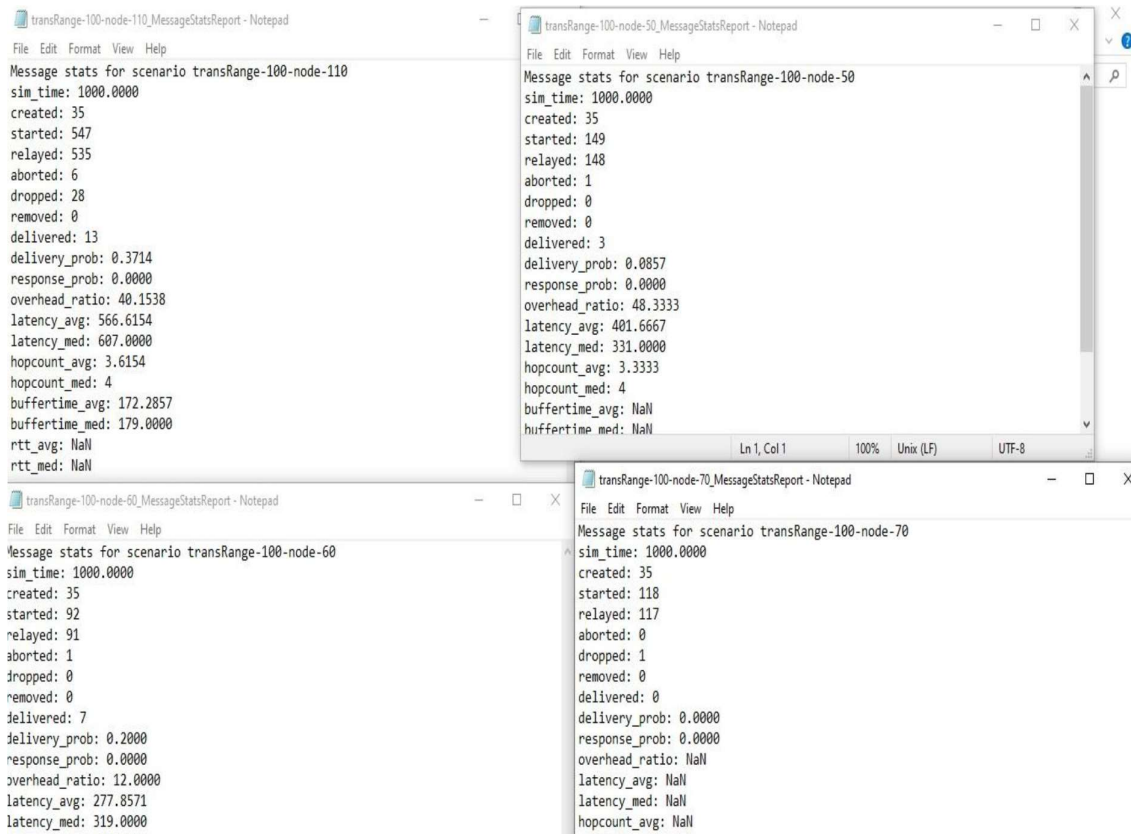 transRange-100-node-110_MessageStatsReport - Notepad
File Edit Format View Help
Message stats for scenario transRange-100-node-110
sim_time: 1000.0000
created: 35
started: 547
relayed: 535
aborted: 6
dropped: 28
removed: 0
delivered: 13
delivery_prob: 0.3714
response_prob: 0.0000
overhead_ratio: 40.1538
latency_avg: 566.6154
latency_med: 607.0000
hopcount_avg: 3.6154
hopcount_med: 4
buffertime_avg: 172.2857
buffertime_med: 179.0000
rtt_avg: NaN
rtt_med: NaN
transRange-100-node-50_MessageStatsReport - Notepad
File Edit Format View Help
Message stats for scenario transRange-100-node-50
sim_time: 1000.0000
created: 35
started: 149
relayed: 148
aborted: 1
dropped: 0
removed: 0
delivered: 3
delivery_prob: 0.0857
response_prob: 0.0000
overhead_ratio: 48.3333
latency_avg: 401.6667
latency_med: 331.0000
hopcount_avg: 3.3333
hopcount_med: 4
buffertime_avg: NaN
buffertime_med: NaN
Ln 1, Col 1 100% Unix (LF) UTF-8
transRange-100-node-60_MessageStatsReport - Notepad
File Edit Format View Help
Message stats for scenario transRange-100-node-60
sim_time: 1000.0000
created: 35
started: 92
relayed: 91
aborted: 1
dropped: 0
removed: 0
delivered: 7
delivery_prob: 0.2000
response_prob: 0.0000
overhead_ratio: 12.0000
latency_avg: 277.8571
latency_med: 319.0000
transRange-100-node-70_MessageStatsReport - Notepad
File Edit Format View Help
Message stats for scenario transRange-100-node-70
sim_time: 1000.0000
created: 35
started: 118
relayed: 117
aborted: 0
dropped: 1
removed: 0
delivered: 0
delivery_prob: 0.0000
response_prob: 0.0000
overhead_ratio: NaN
latency_avg: NaN
latency_med: NaN
hopcount_avg: NaN